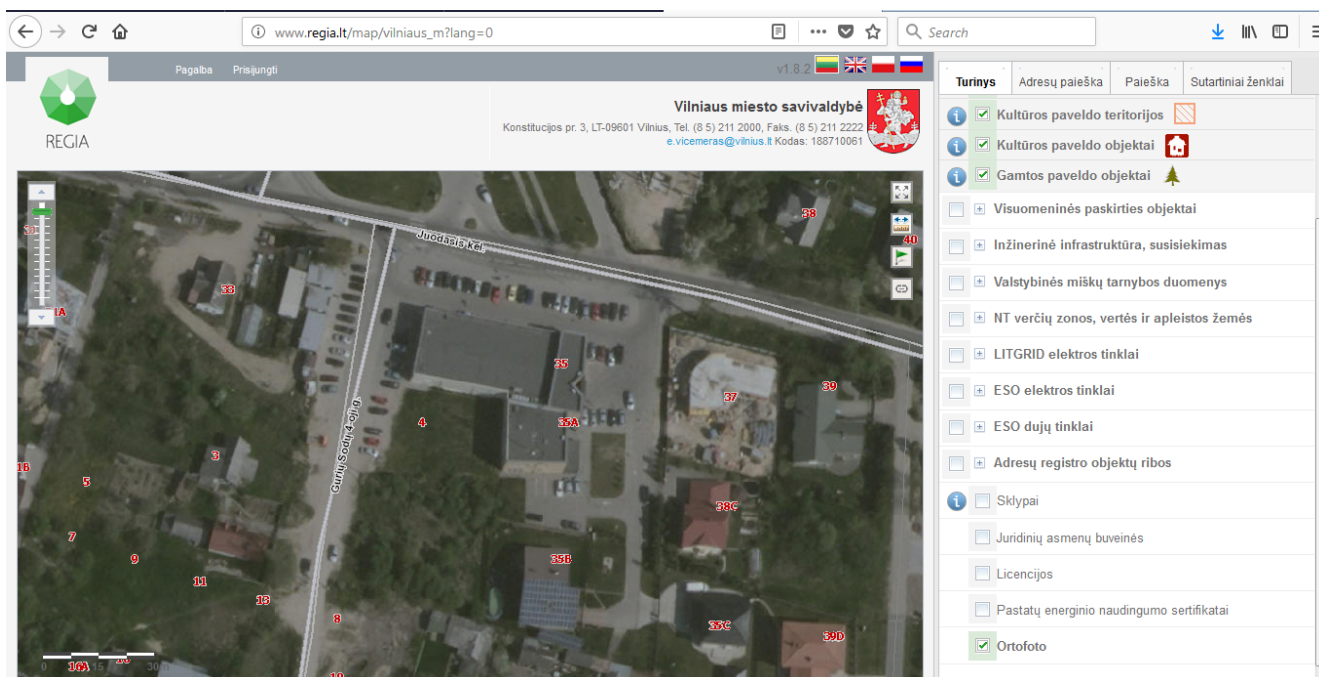 www.regia.lt/map/vilniaus_m?lang=0
Search
Pagalba Prisijungti
v1.8.2
REGIA
Vilniaus miesto savivaldybė
Konstitucijos pr. 3, LT-09601 Vilnius, Tel. (8 5) 211 2000, Faks. (8 5) 211 2222
e.vicemeras@vilnius.lt Kodas: 188710061
Turinys Adresų paieška Paieška Sutartiniai ženklai
Kultūros paveldo teritorijos
Kultūros paveldo objektai
Gamtos paveldo objektai
Visuomeninės paskirties objektai
Inžinerinė infrastruktūra, susisiekimas
Valstybinės miškų tarnybos duomenys
NT verčių zonos, vertės ir apleistos žemės
LITGRID elektros tinklai
ESO elektros tinklai
ESO dujų tinklai
Adresų registro objektų ribos
Sklypai
Juridinių asmenų buveinės
Licencijos
Pastatų energinio naudingumo sertifikatai
Ortofoto
38
Juodasis kel.
40
33
35
39
37
Gurių Sodų 4-oji g.
4
35A
3
1B
5
38C
7
9
35B
11
13
8
35C
39D
16A
0 15 30